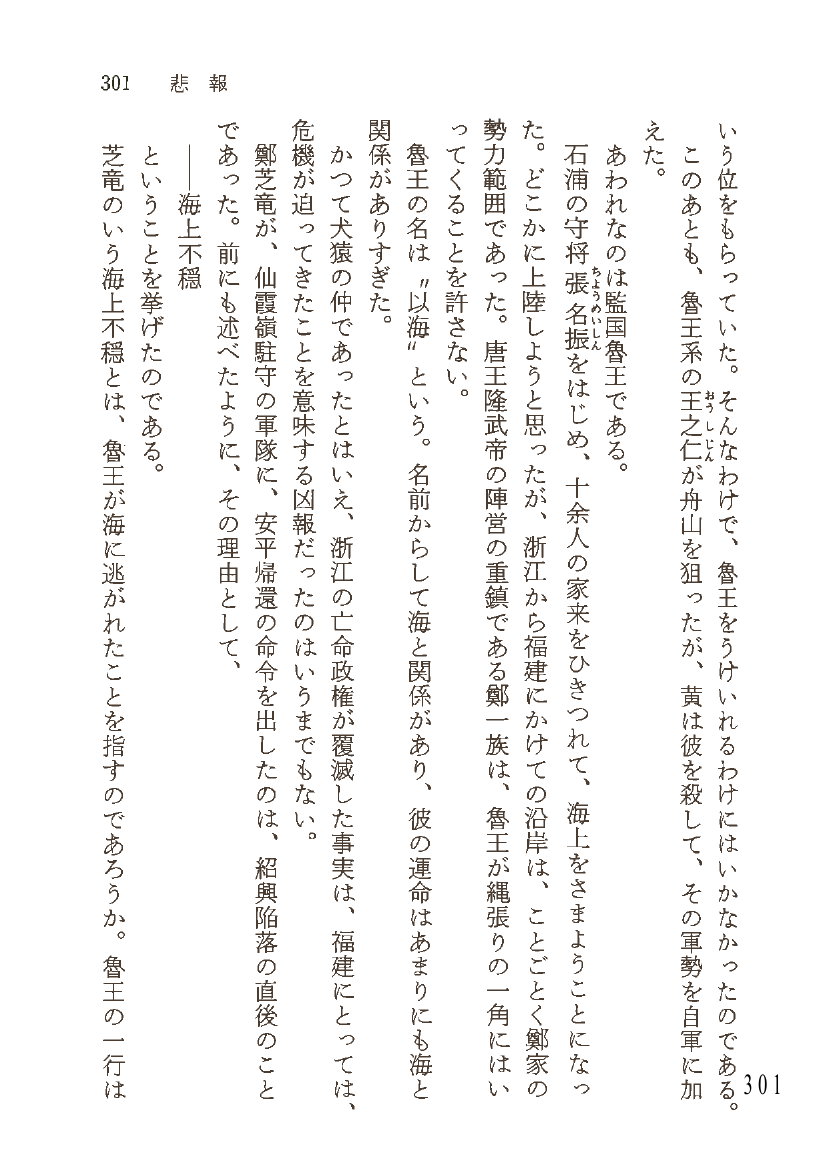 301　悲報
いう位をもらっていた。そんなわけで、魯王をうけいれるわけにはいかなかったのである。
このあとも、魯王系の王之仁が舟山を狙ったが、黄は彼を殺して、その軍勢を自軍に加
おうしじん
えた。
あわれなのは監国魯王である。
石浦の守将張名振をはじめ、十余人の家来をひきつれて、海上をさまようことになっ
ちょうめいしん
た。どこかに上陸しようと思ったが、浙江から福建にかけての沿岸は、ことごとく鄭家の
勢力範囲であった。唐王隆武帝の陣営の重鎮である鄭一族は、魯王が縄張りの一角にはい
ってくることを許さない。
魯王の名は〝以海〟という。名前からして海と関係があり、彼の運命はあまりにも海と
関係がありすぎた。
かつて犬猿の仲であったとはいえ、浙江の亡命政権が覆滅した事実は、福建にとっては、
危機が迫ってきたことを意味する凶報だったのはいうまでもない。
鄭芝竜が、仙霞嶺駐守の軍隊に、安平帰還の命令を出したのは、紹興陥落の直後のこと
であった。前にも述べたように、その理由として、
――海上不穏
ということを挙げたのである。
芝竜のいう海上不穏とは、魯王が海に逃がれたことを指すのであろうか。魯王の一行は
301